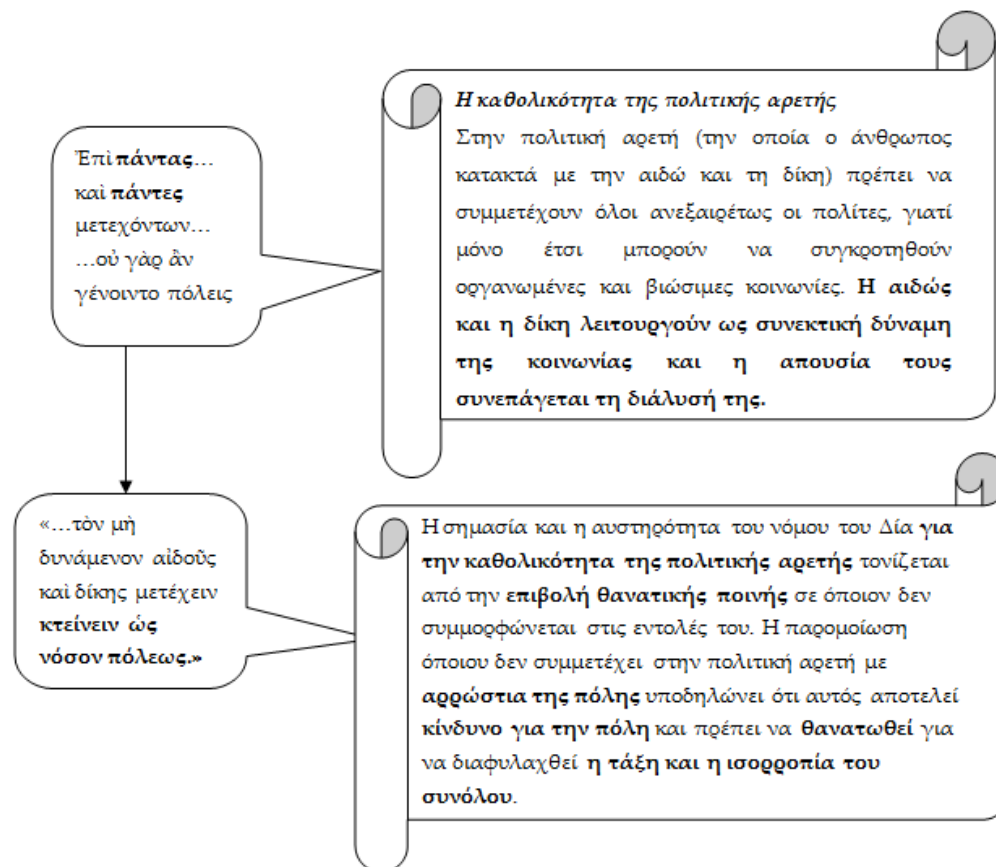 Ἐπὶ πάντας…
καὶ πάντες
μετεχόντων…
…οὐ γὰρ ἂν
γένοιντο πόλεις
Η καθολικότητα της πολιτικής αρετής
Στην πολιτική αρετή (την οποία ο άνθρωπος
κατακτά με την αιδώ και τη δίκη) πρέπει να
συμμετέχουν όλοι ανεξαιρέτως οι πολίτες, γιατί
μόνο έτσι μπορούν να συγκροτηθούν
οργανωμένες και βιώσιμες κοινωνίες. Η αιδώς
και η δίκη λειτουργούν ως συνεκτική δύναμη
της κοινωνίας και η απουσία τους
συνεπάγεται τη διάλυσή της.
«…τὸν μὴ
δυνάμενον αἰδοῦς
καὶ δίκης μετέχειν
κτείνειν ὡς
νόσον πόλεως.»
Η σημασία και η αυστηρότητα του νόμου του Δία για
την καθολικότητα της πολιτικής αρετής τονίζεται
από την επιβολή θανατικής ποινής σε όποιον δεν
συμμορφώνεται στις εντολές του. Η παρομοίωση
όποιου δεν συμμετέχει στην πολιτική αρετή με
αρρώστια της πόλης υποδηλώνει ότι αυτός αποτελεί
κίνδυνο για την πόλη και πρέπει να θανατωθεί για
να διαφυλαχθεί η τάξη και η ισορροπία του
συνόλου.